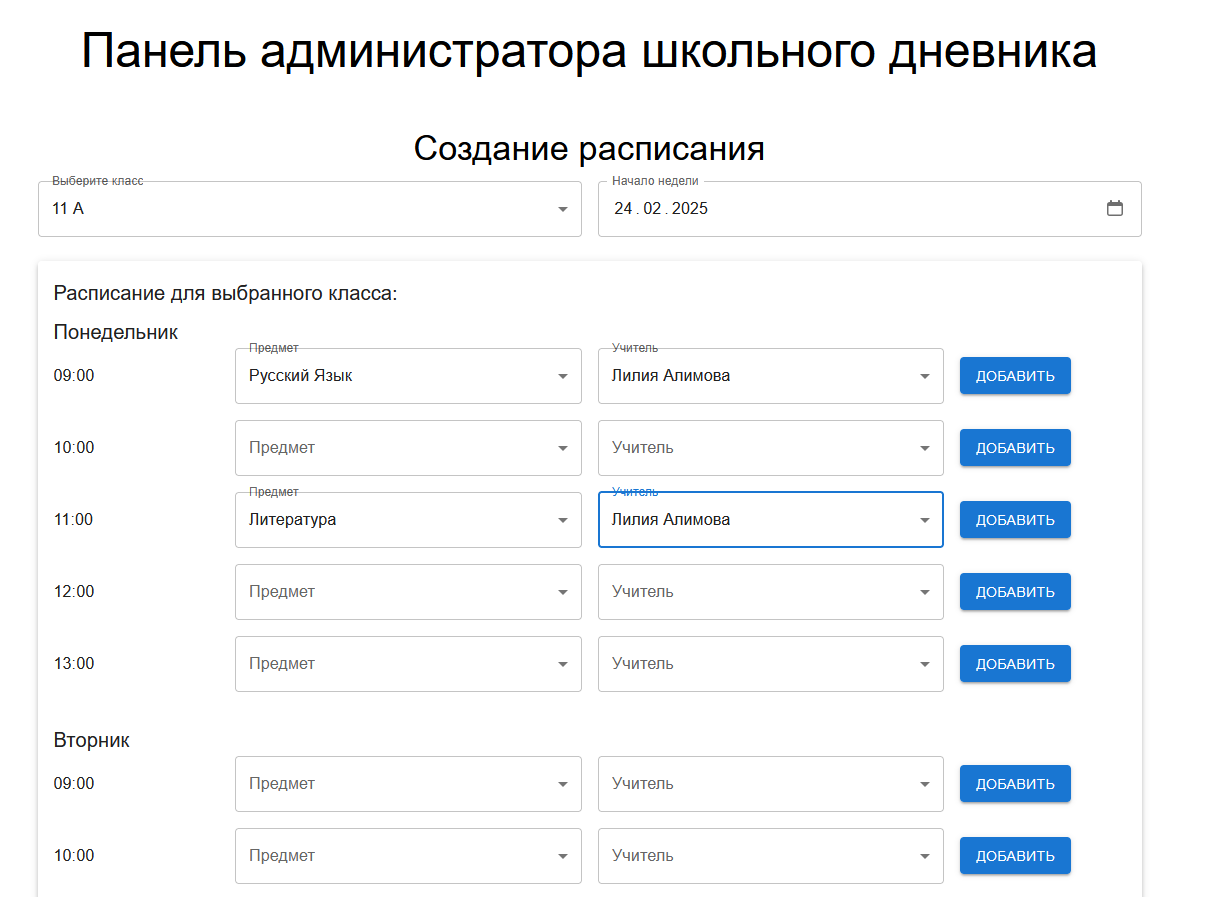 Панель администратора школьного дневника
Создание расписания
Выберите класс Начало недели
11 А 24.02.2025
Расписание для выбранного класса:
Понедельник
Предмет Учитель
09:00 Русский Язык Лилия Алимова ДОБАВИТЬ
10:00 Предмет Учитель ДОБАВИТЬ
Предмет Учитель
11:00 Литература Лилия Алимова ДОБАВИТЬ
12:00 Предмет Учитель ДОБАВИТЬ
13:00 Предмет Учитель ДОБАВИТЬ
Вторник
09:00 Предмет Учитель ДОБАВИТЬ
10:00 Предмет Учитель ДОБАВИТЬ